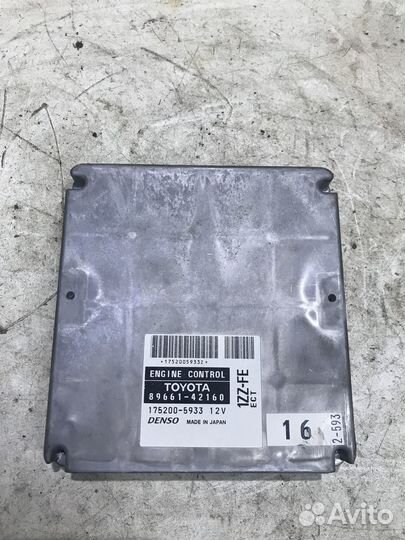 *1752005933Z*
ENGINE CONTROL
TOYOTA
89661-42160
175200-5933 12V
DENSO MADE IN JAPAN
1ZZ-FE
ECT
16
2-593
Avito